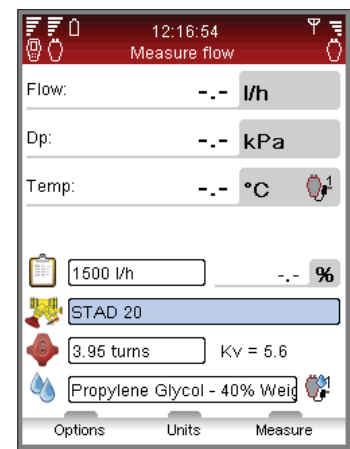 12:16:54
Measure flow
Flow: -.- l/h
Dp: -.- kPa
Temp: -.- °C 1
1500 l/h -.- %
STAD 20
3.95 turns Kv = 5.6
Propylene Glycol - 40% Weig
Options Units Measure